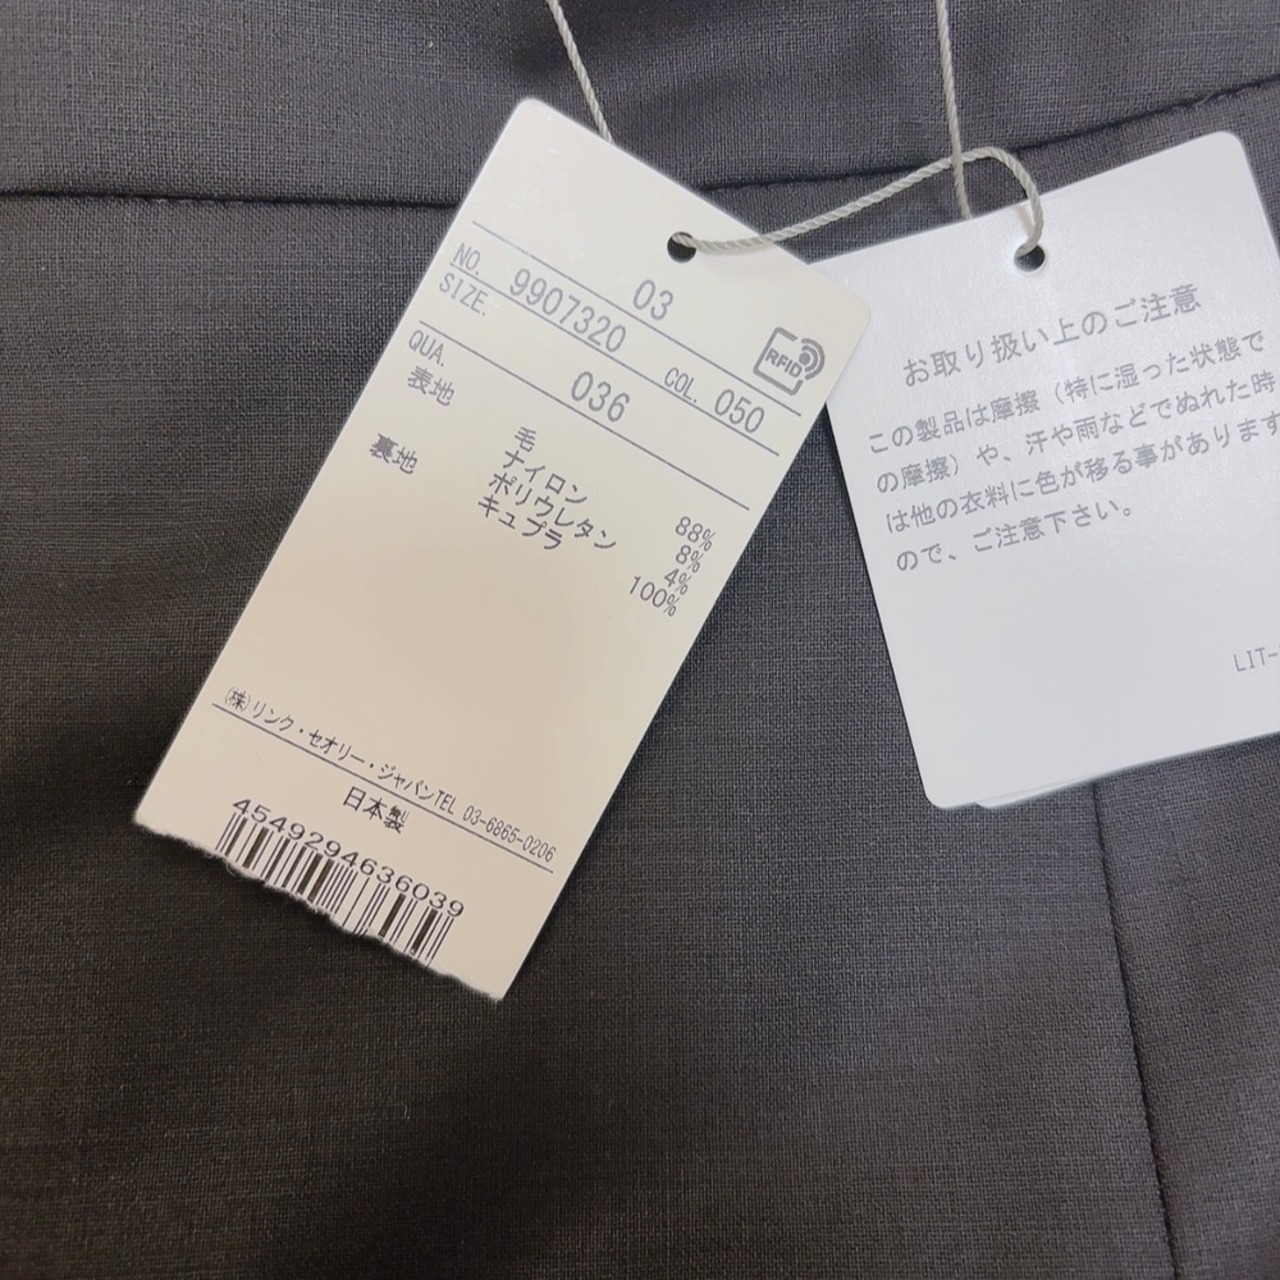 03
NO. 9907320 COL. 050
SIZE. 036
QUA.
表地 毛 88%
ナイロン 8%
ポリウレタン 4%
裏地 キュプラ 100%
RFID
(株)リンク・セオリー・ジャパンTEL 03-6865-0206
日本製
4549294636039
お取り扱い上のご注意
この製品は摩擦（特に湿った状態で
の摩擦）や、汗や雨などでぬれた時
は他の衣料に色が移る事があります
ので、ご注意下さい。
LIT-